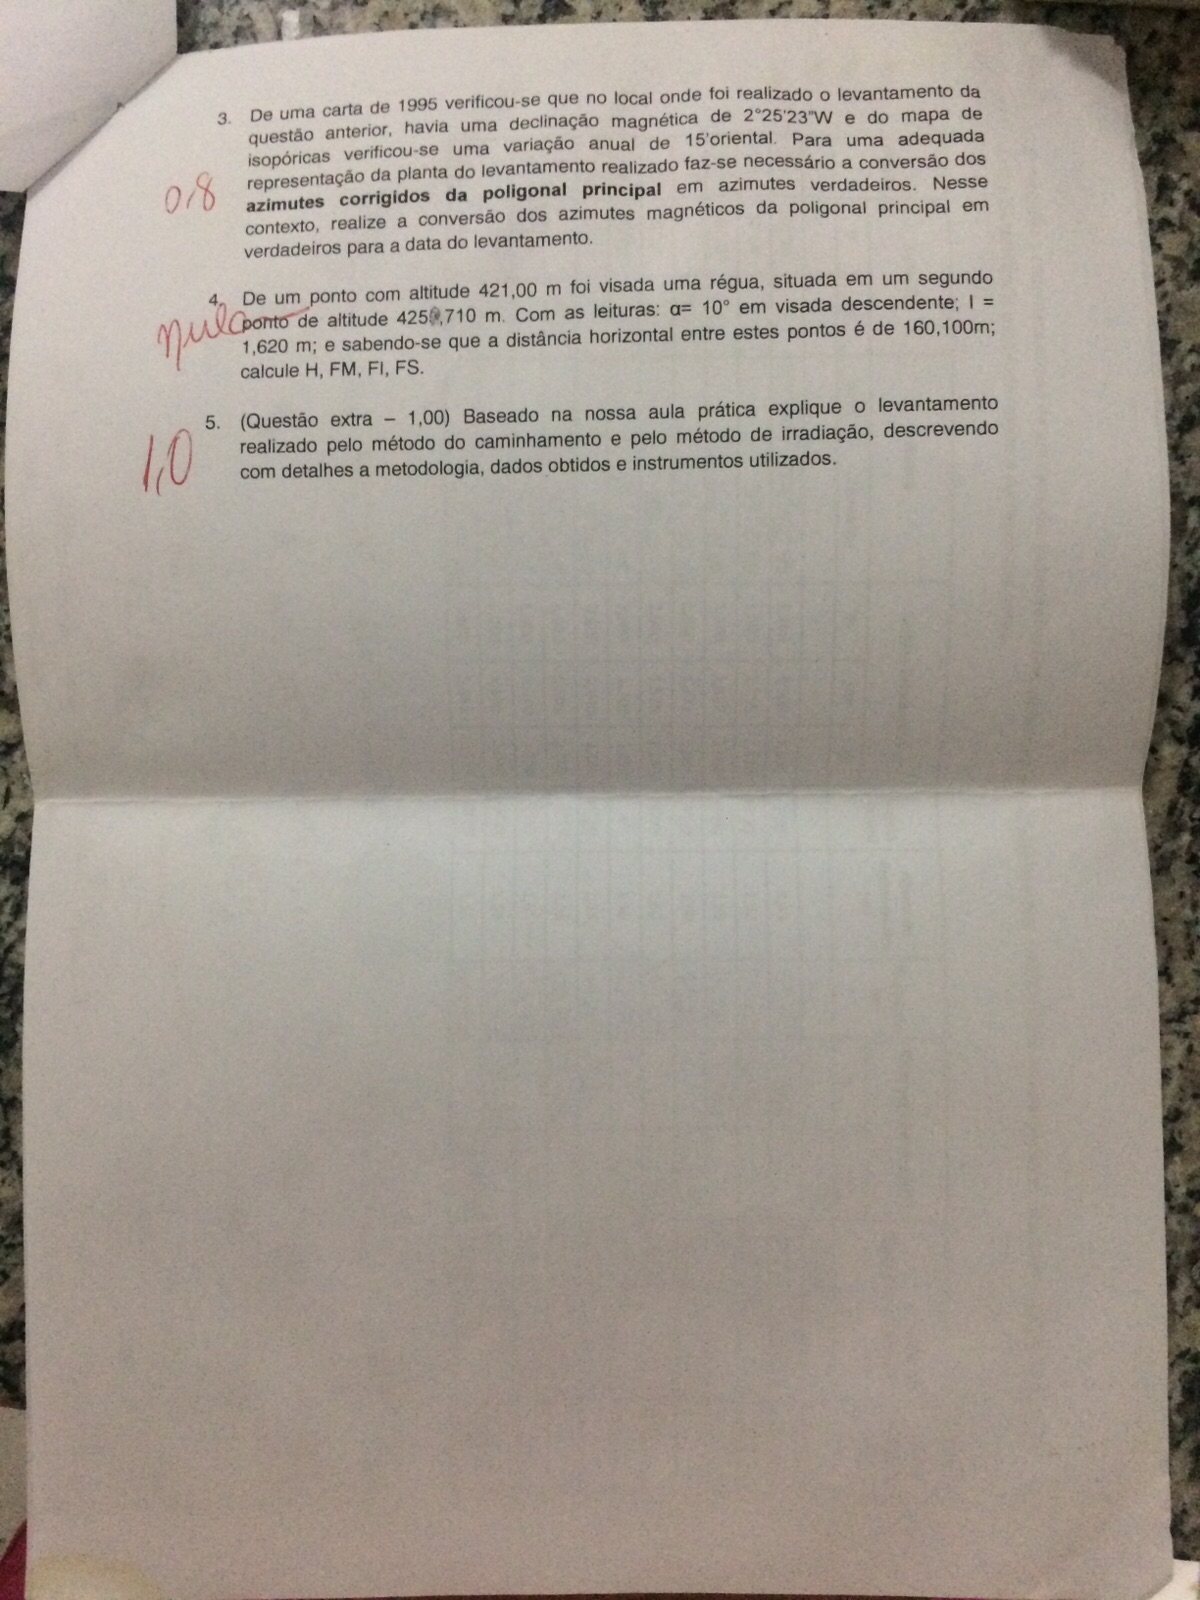 3. De uma carta de 1995 verificou-se que no local onde foi realizado o levantamento da
questão anterior, havia uma declinação magnética de 2°25'23"W e do mapa de
isopóricas verificou-se uma variação anual de 15'oriental. Para uma adequada
representação da planta do levantamento realizado faz-se necessário a conversão dos
0,8
azimutes corrigidos da poligonal principal em azimutes verdadeiros. Nesse
contexto, realize a conversão dos azimutes magnéticos da poligonal principal em
verdadeiros para a data do levantamento.
4. De um ponto com altitude 421,00 m foi visada uma régua, situada em um segundo
nula
ponto de altitude 425,710 m. Com as leituras: α= 10° em visada descendente; I =
1,620 m; e sabendo-se que a distância horizontal entre estes pontos é de 160,100m;
calcule H, FM, FI, FS.
5. (Questão extra – 1,00) Baseado na nossa aula prática explique o levantamento
realizado pelo método do caminhamento e pelo método de irradiação, descrevendo
1,0
com detalhes a metodologia, dados obtidos e instrumentos utilizados.